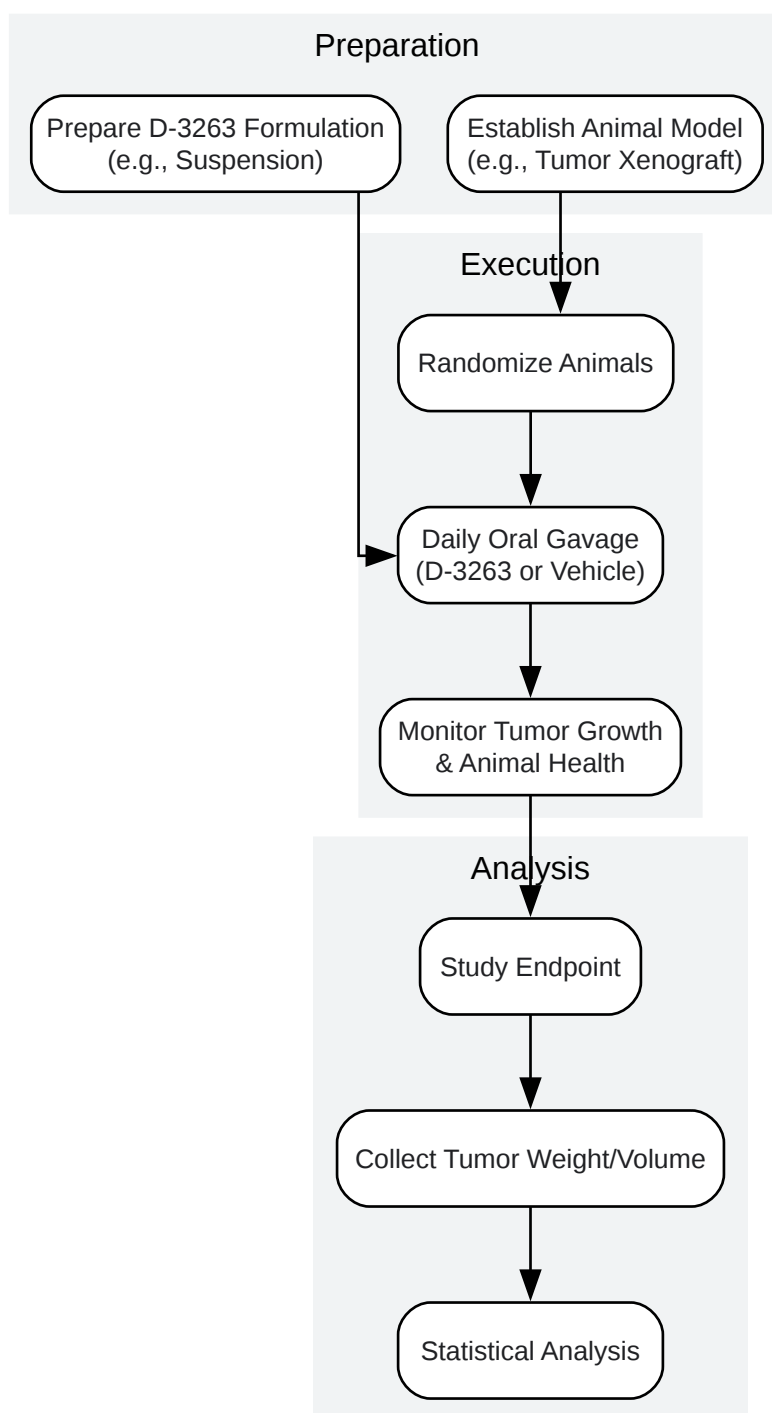 Preparation
Prepare D-3263 Formulation
(e.g., Suspension)
Establish Animal Model
(e.g., Tumor Xenograft)
Execution
Randomize Animals
Daily Oral Gavage
(D-3263 or Vehicle)
Monitor Tumor Growth
& Animal Health
Analysis
Study Endpoint
Collect Tumor Weight/Volume
Statistical Analysis